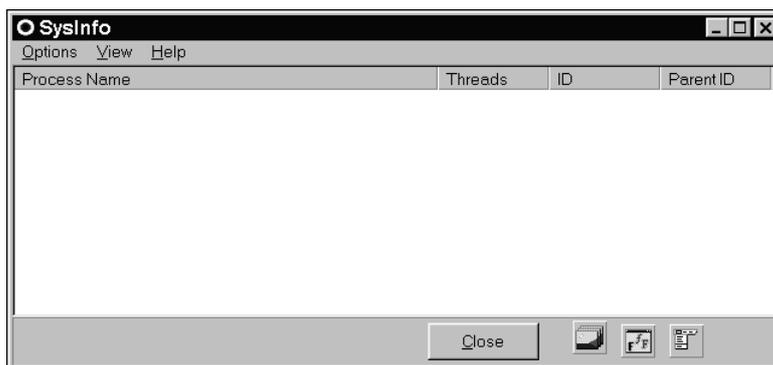 SysInfo
Options View Help
Process Name Threads ID Parent ID
Close
F f F